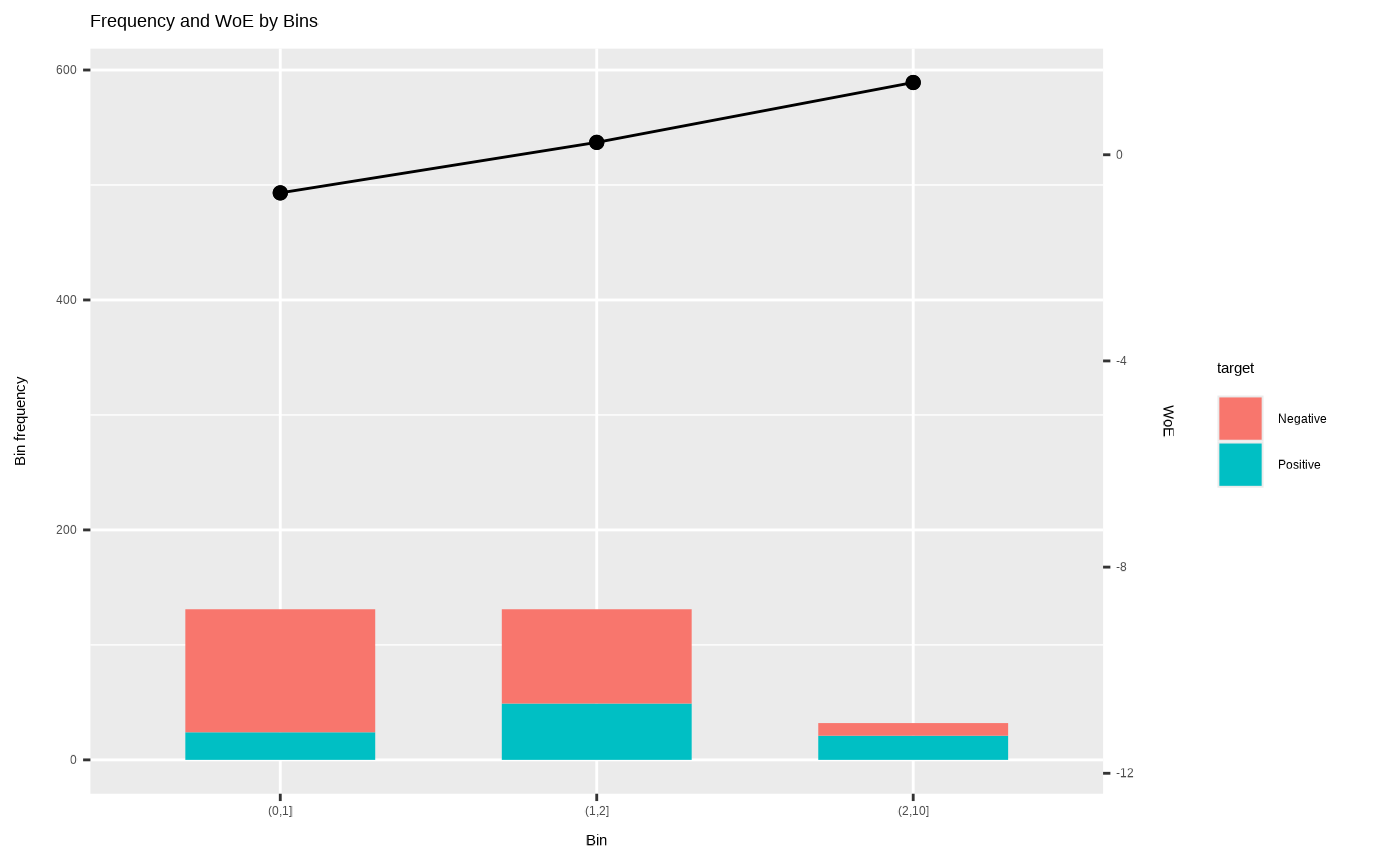 Frequency and WoE by Bins
600
400
200
0
Bin frequency
0
-4
-8
-12
WoE
(0,1]
(1,2]
(2,10]
Bin
target
Negative
Positive